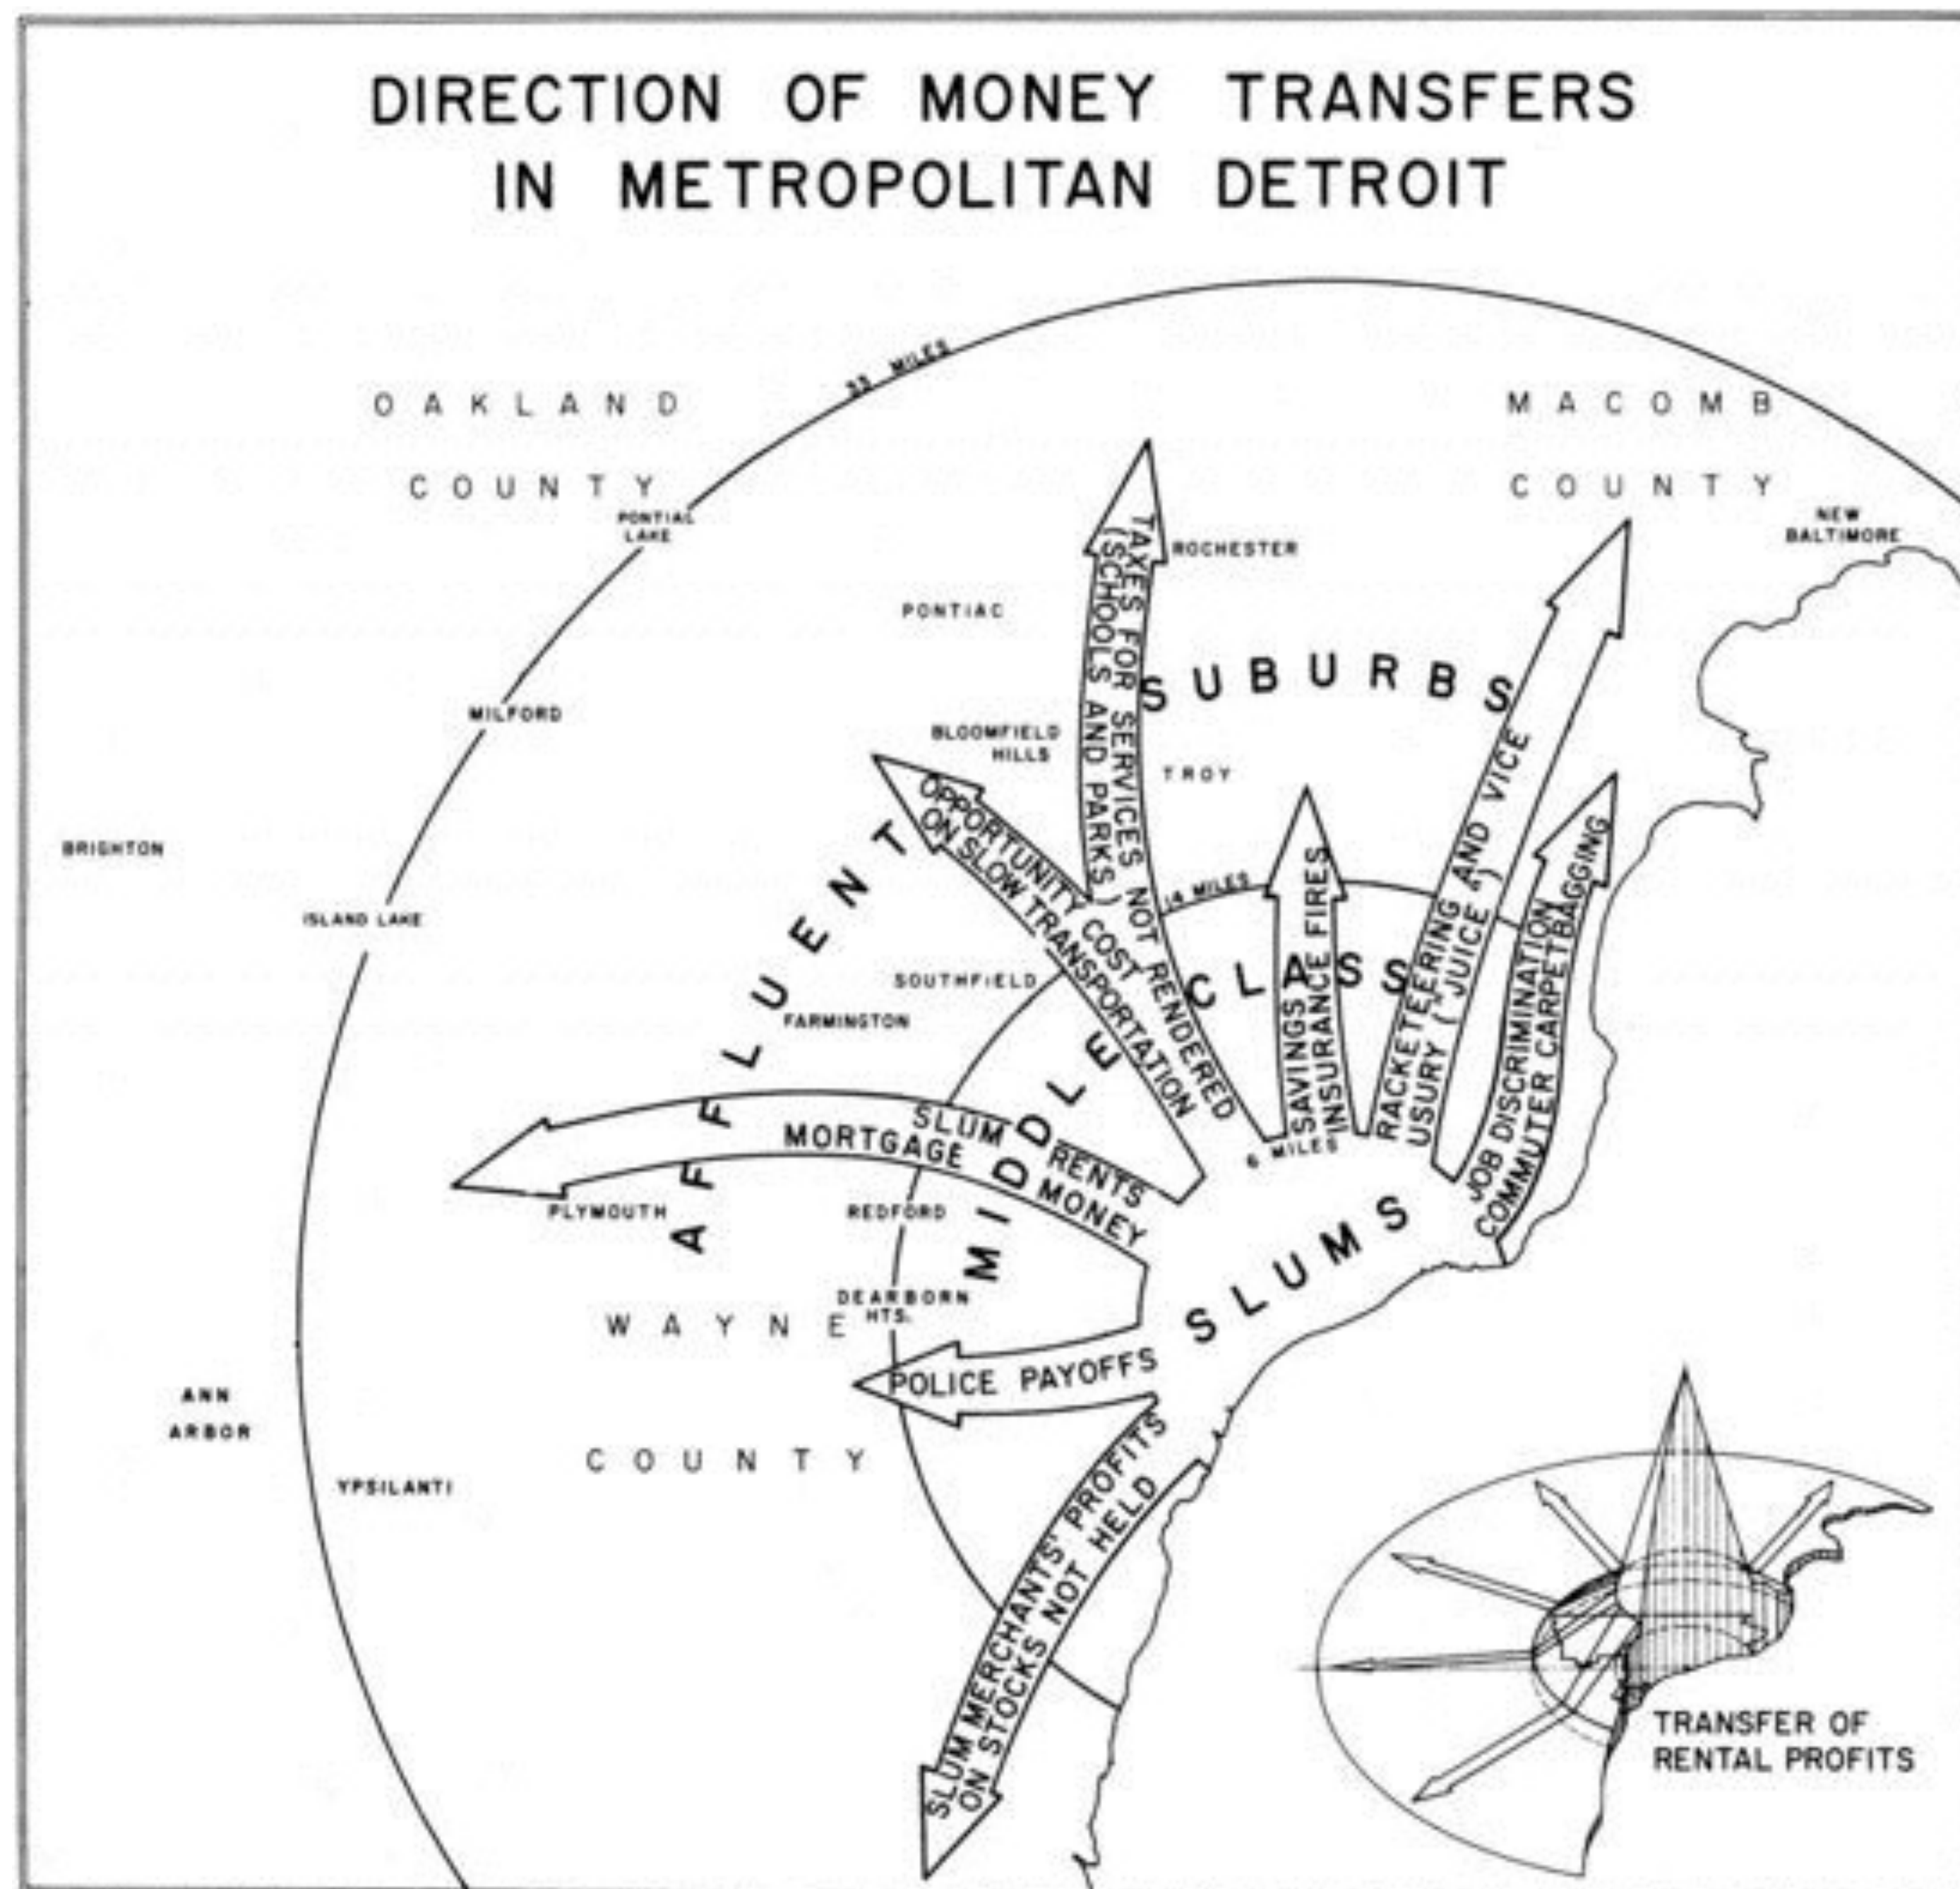 DIRECTION OF MONEY TRANSFERS
IN METROPOLITAN DETROIT
33 MILES
OAKLAND
COUNTY
MACOMB
COUNTY
PONTIAC
LAKE
NEW
BALTIMORE
ROCHESTER
PONTIAC
TAXES FOR SERVICES NOT RENDERED
(SCHOOLS AND PARKS)
SUBURBS
MILFORD
BLOOMFIELD
HILLS
TROY
OPPORTUNITY COST
ON SLOW TRANSPORTATION
AFFLUENT
BRIGHTON
ISLAND LAKE
14 MILES
SAVINGS
INSURANCE FIRES
RACKETEERING AND VICE
USURY ("JUICE")
JOB DISCRIMINATION
COMMUTER CARPETBAGGING
SOUTHFIELD
FARMINGTON
MIDDLE CLASS
SLUM RENTS
MORTGAGE MONEY
6 MILES
PLYMOUTH
REDFORD
SLUMS
DEARBORN
HTS.
WAYNE
COUNTY
POLICE PAYOFFS
ANN
ARBOR
YPSILANTI
SLUM MERCHANTS' PROFITS
ON STOCKS NOT HELD
TRANSFER OF
RENTAL PROFITS